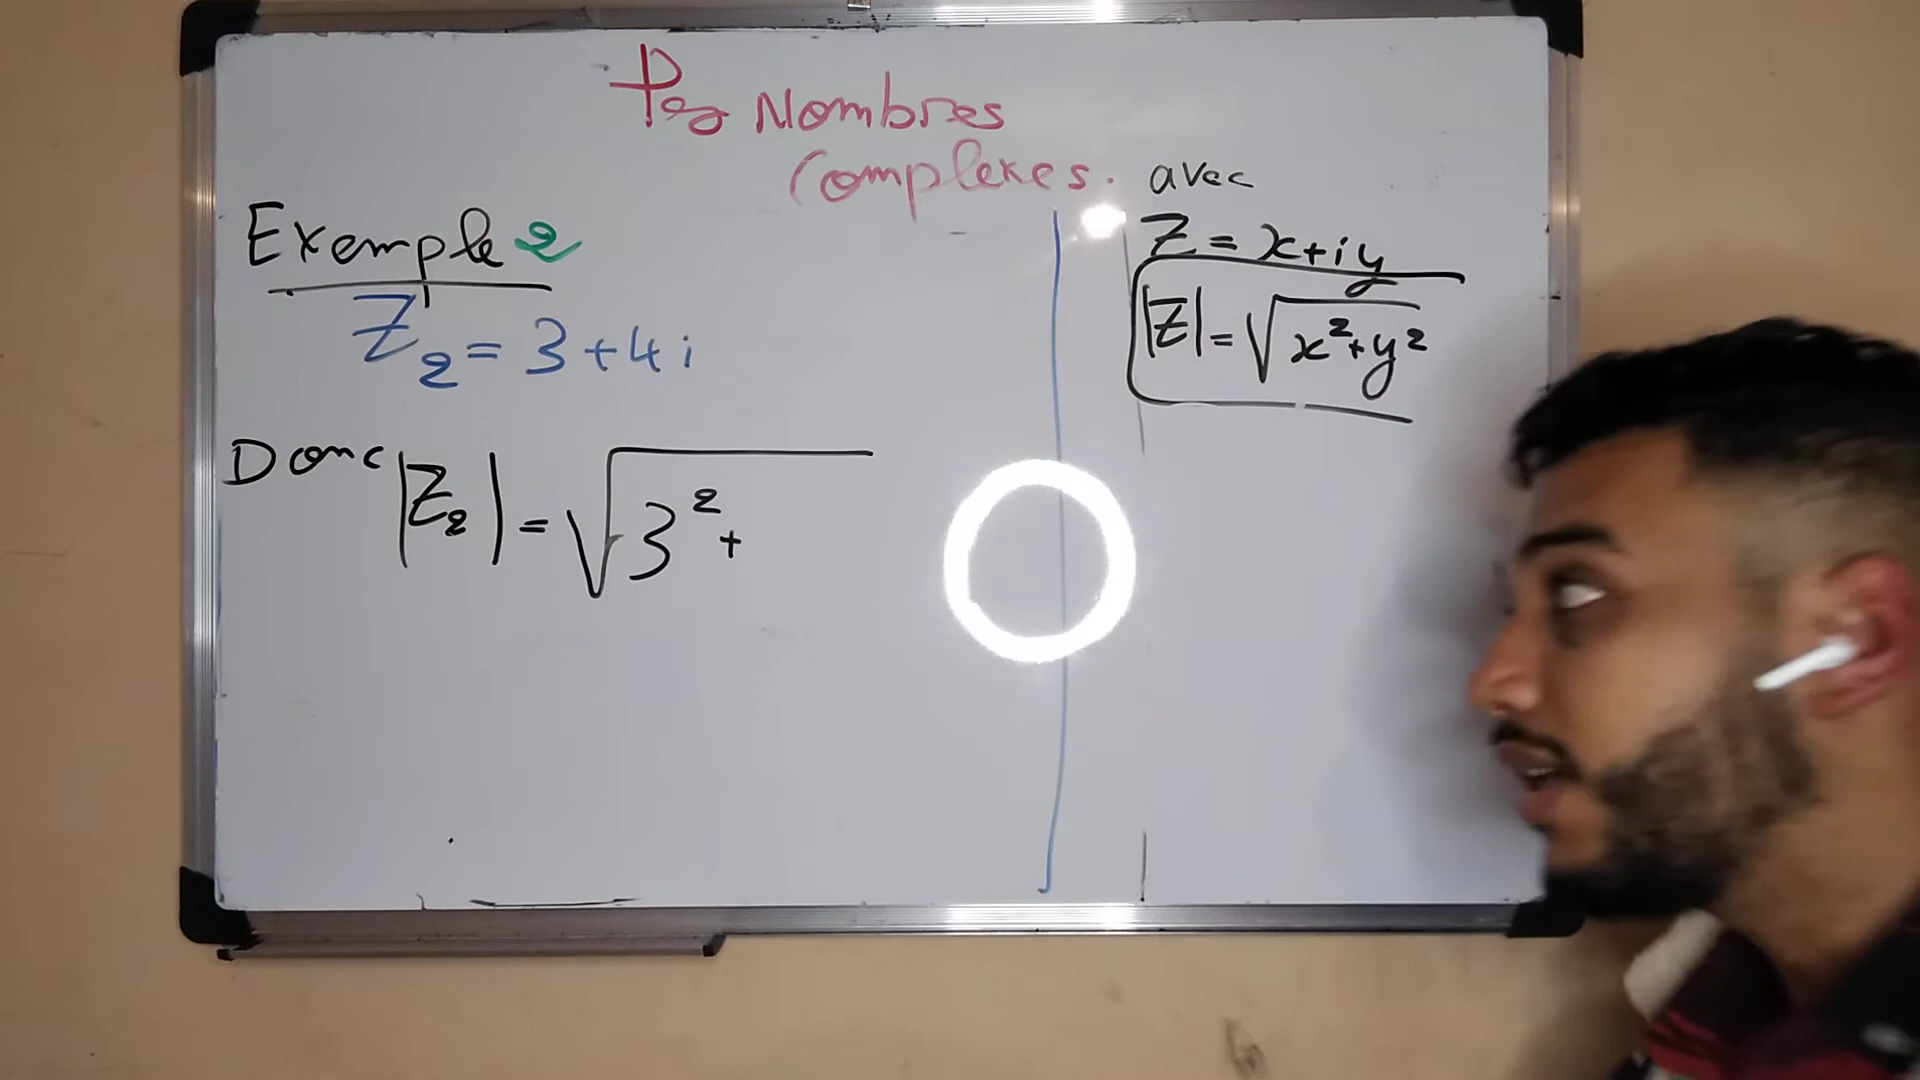 Les Nombres
Complexes.
Exemple 2
Z₂ = 3 + 4i
Donc |Z₂| = √3² +
avec
Z = x + iy
|Z| = √x² + y²